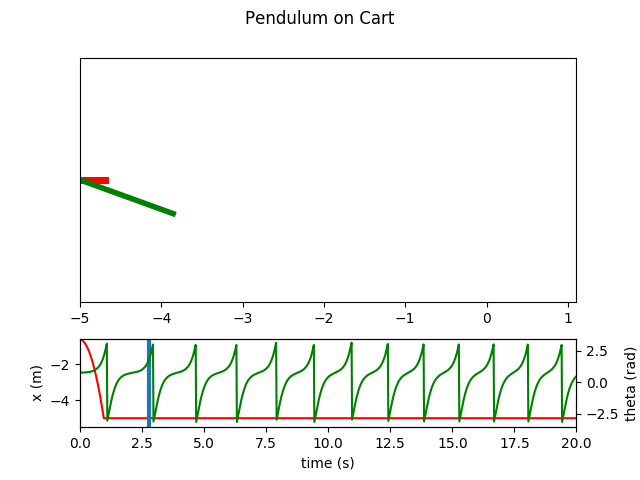 Pendulum on Cart
−5 −4 −3 −2 −1 0 1
x (m)
−2
−4
2.5
0.0
−2.5
theta (rad)
0.0 2.5 5.0 7.5 10.0 12.5 15.0 17.5 20.0
time (s)